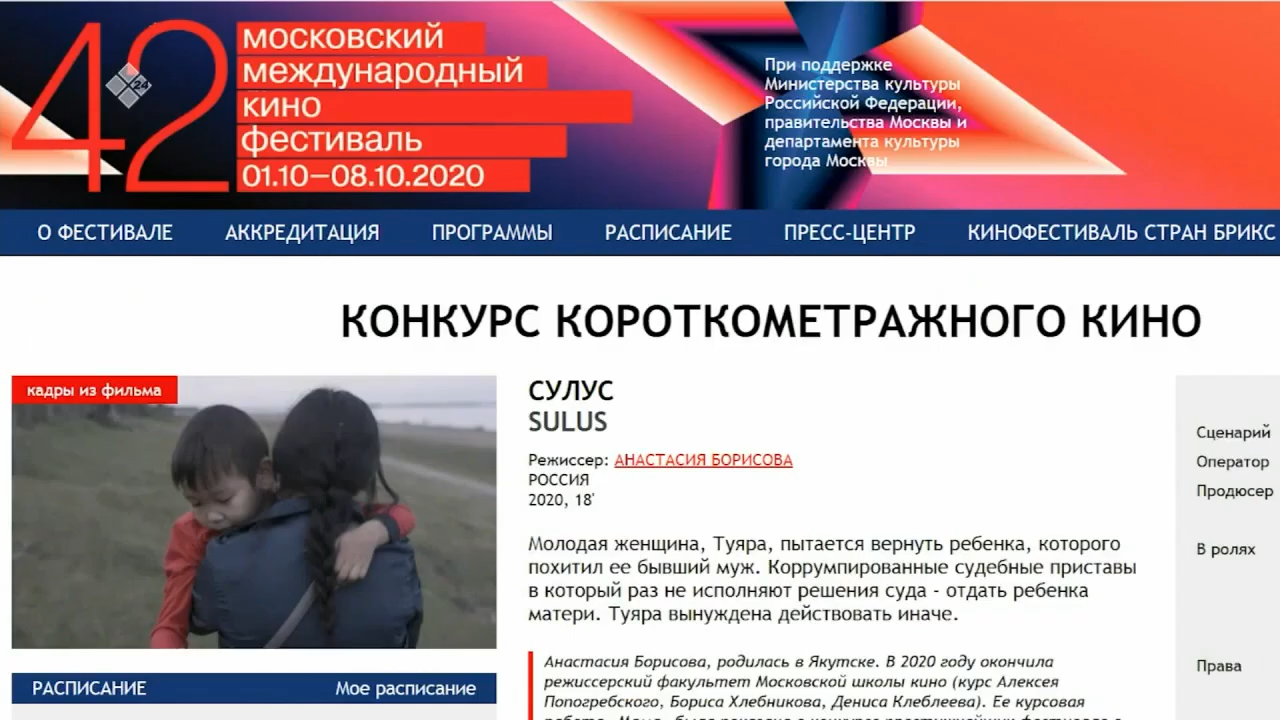 42
24
московский
международный
кино
фестиваль
01.10—08.10.2020
При поддержке
Министерства культуры
Российской Федерации,
правительства Москвы и
департамента культуры
города Москвы
О ФЕСТИВАЛЕ АККРЕДИТАЦИЯ ПРОГРАММЫ РАСПИСАНИЕ ПРЕСС-ЦЕНТР КИНОФЕСТИВАЛЬ СТРАН БРИКС
КОНКУРС КОРОТКОМЕТРАЖНОГО КИНО
кадры из фильма
СУЛУС
SULUS
Режиссер: АНАСТАСИЯ БОРИСОВА
РОССИЯ
2020, 18'
Молодая женщина, Туяра, пытается вернуть ребенка, которого
похитил ее бывший муж. Коррумпированные судебные приставы
в который раз не исполняют решения суда - отдать ребенка
матери. Туяра вынуждена действовать иначе.
Анастасия Борисова, родилась в Якутске. В 2020 году окончила
режиссерский факультет Московской школы кино (курс Алексея
Попогребского, Бориса Хлебникова, Дениса Клеблеева). Ее курсовая
Сценарий
Оператор
Продюсер
В ролях
Права
РАСПИСАНИЕ Мое расписание